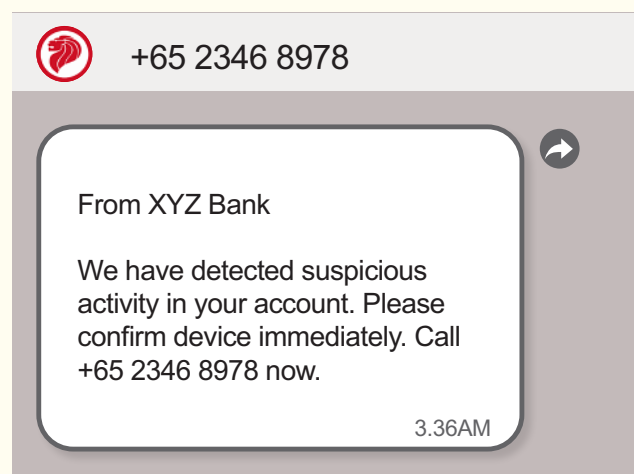 +65 2346 8978
From XYZ Bank
We have detected suspicious
activity in your account. Please
confirm device immediately. Call
+65 2346 8978 now.
3.36AM